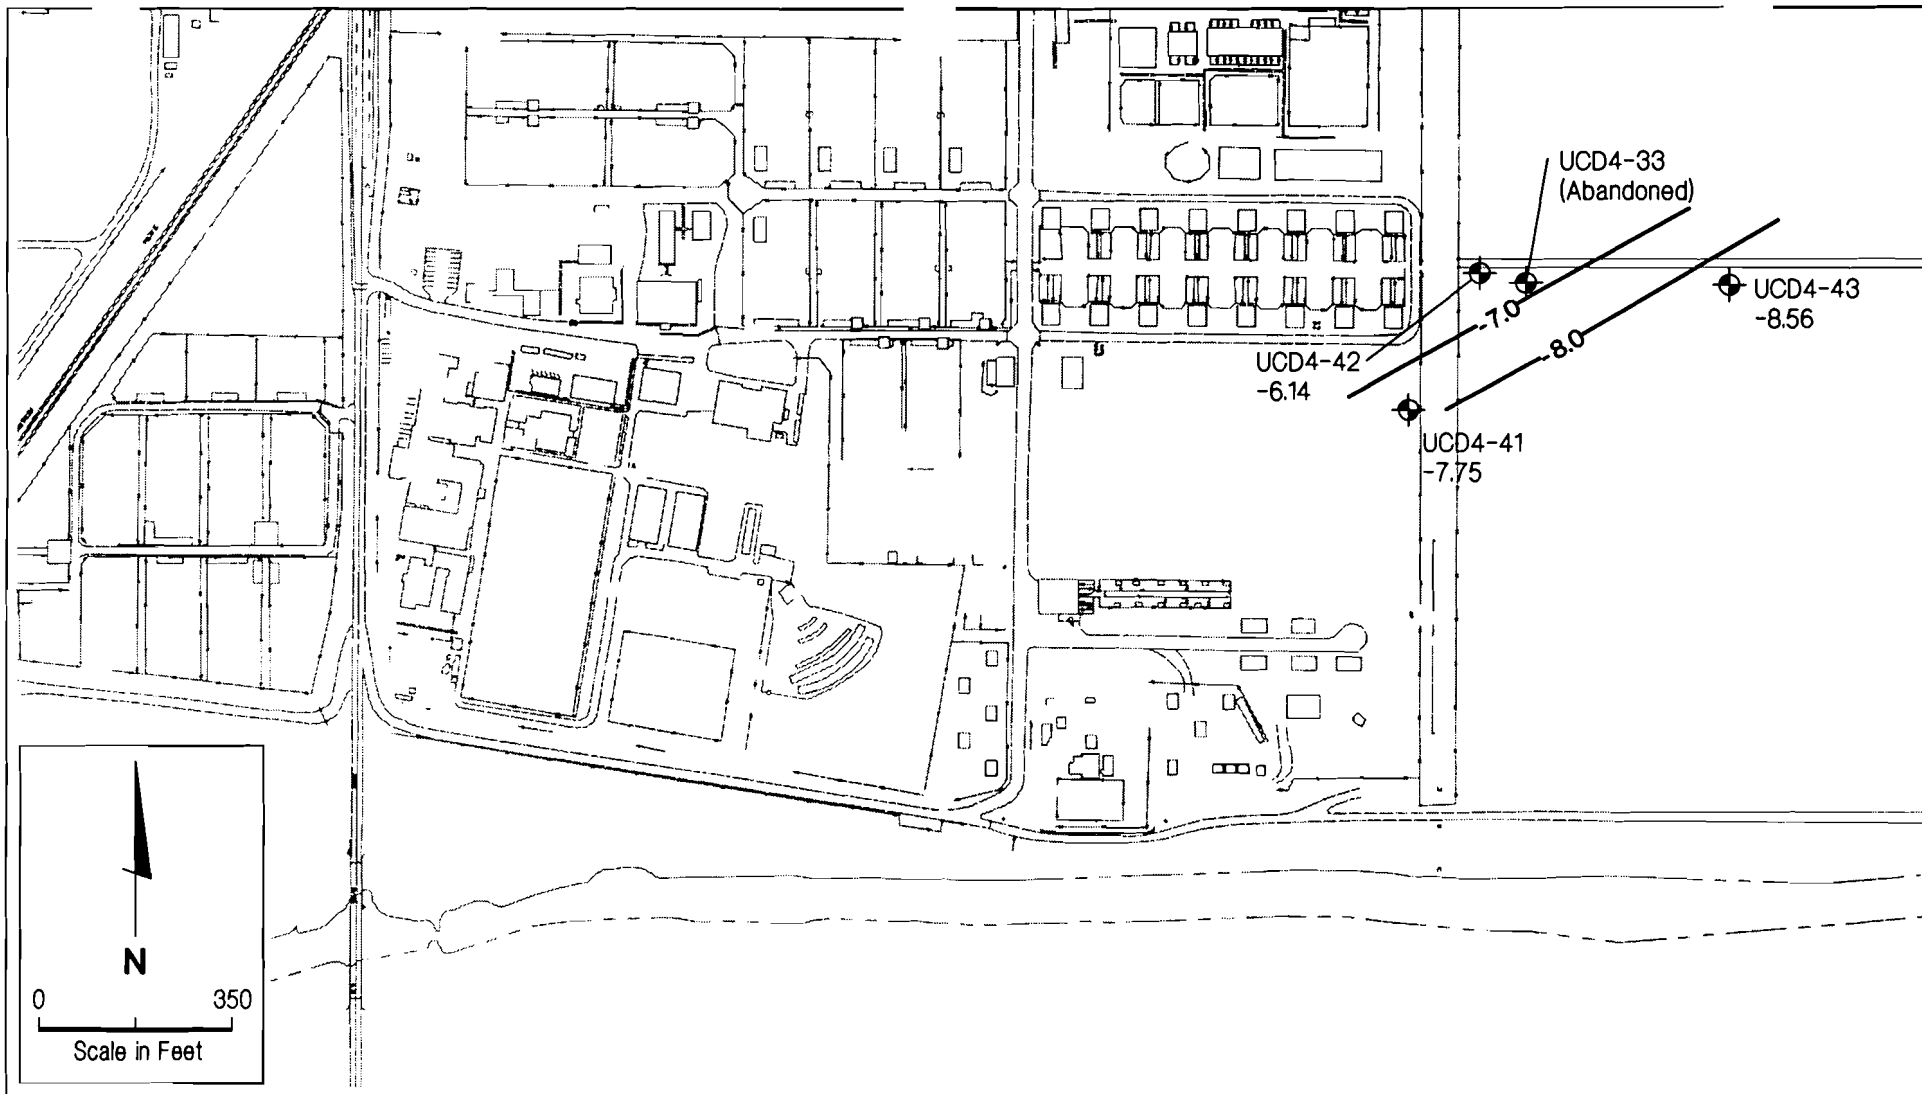 UCD4-33
(Abandoned)
-7.0
UCD4-43
-8.56
-8.0
UCD4-42
-6.14
UCD4-41
-7.75
N
0 350
Scale in Feet